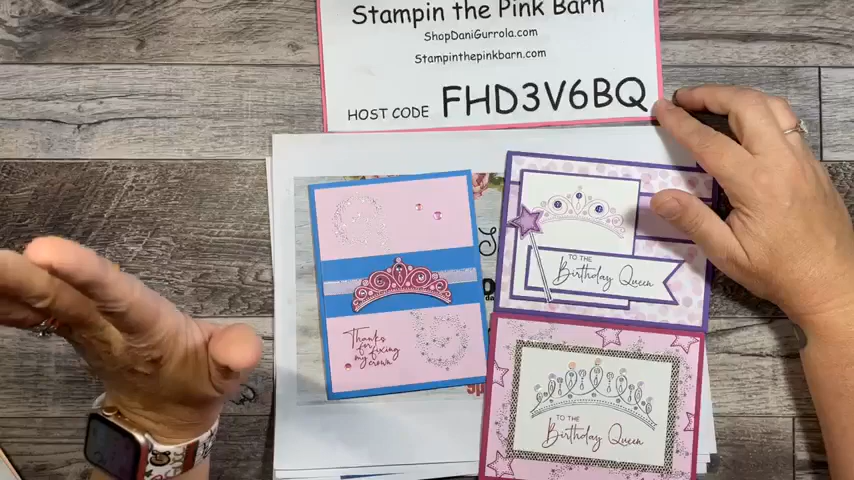 Stampin the Pink Barn
ShopDaniGurrola.com
Stampinthepinkbarn.com
HOST CODE FHD3V6BQ
TO THE
Birthday Queen
Thanks
for fixing
my crown
TO THE
Birthday Queen